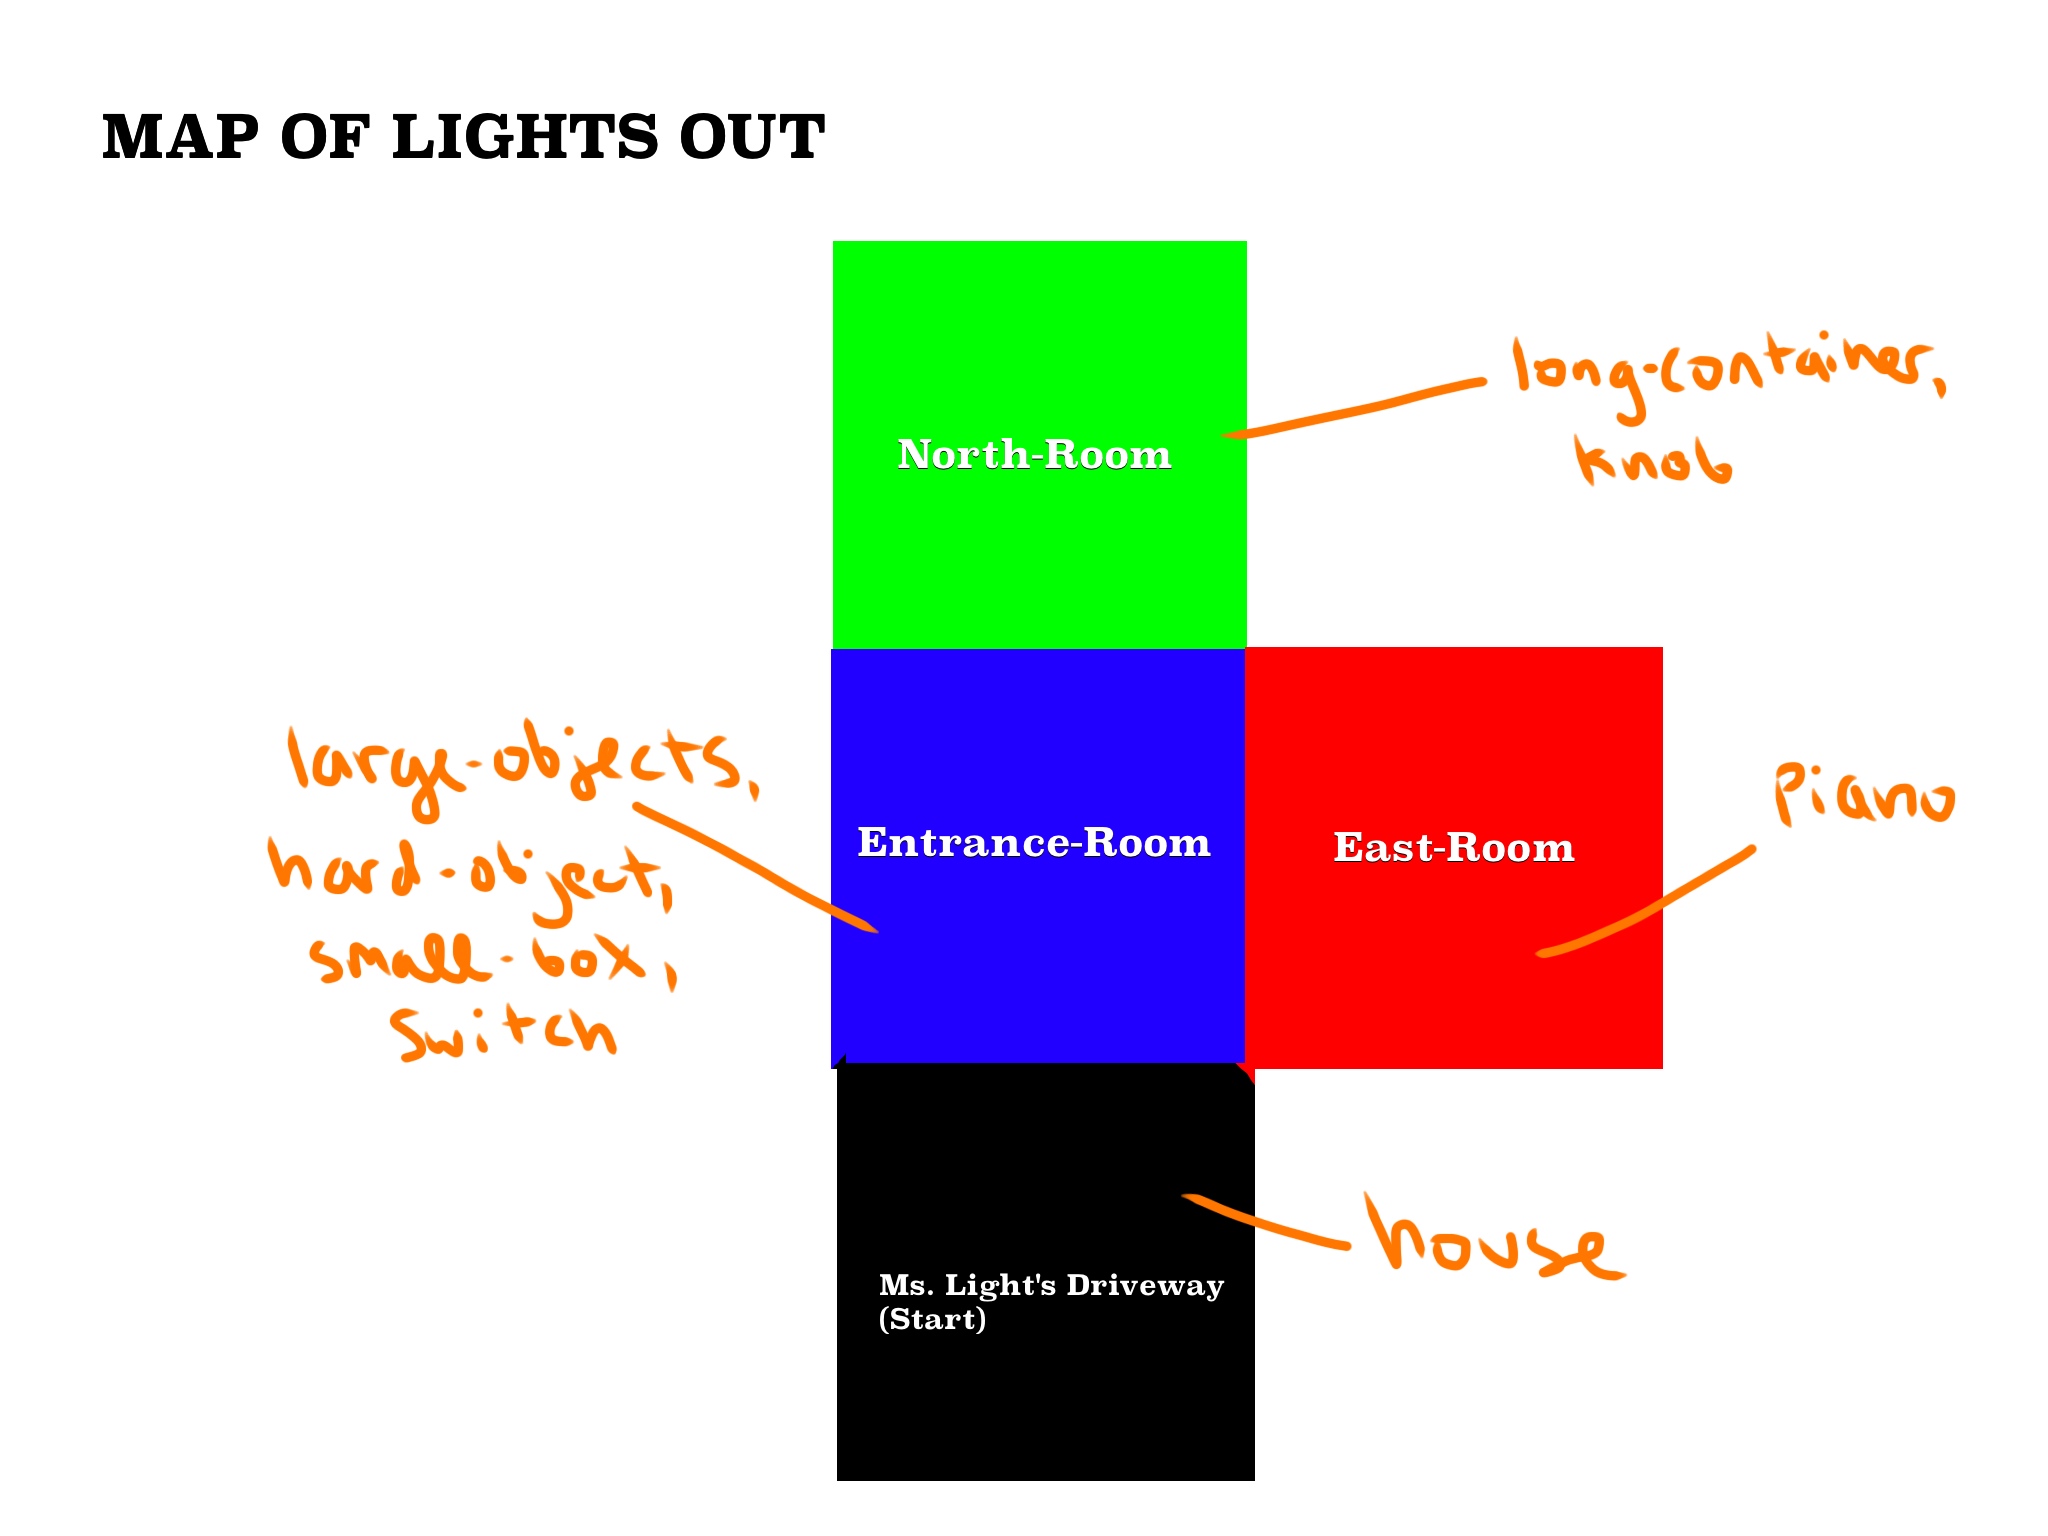 MAP OF LIGHTS OUT
long-container,
knob
North-Room
large-objects,
hard-object,
small-box,
switch
Entrance-Room
East-Room
Piano
house
Ms. Light's Driveway
(Start)